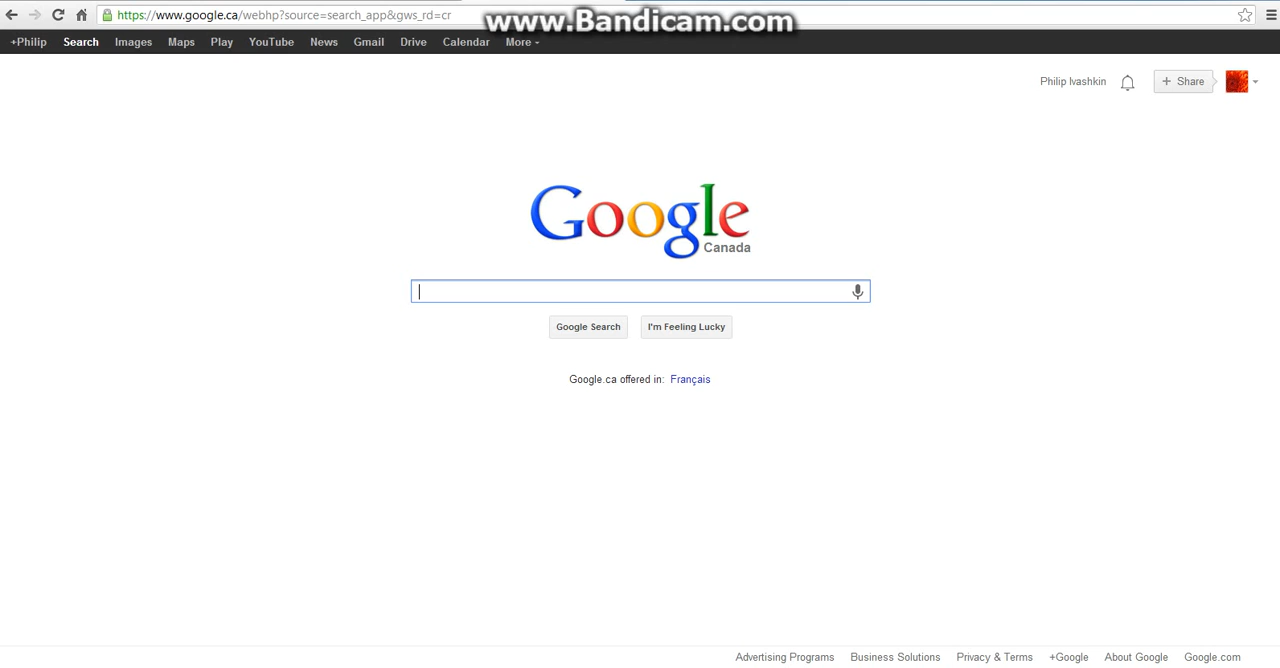 https://www.google.ca/webhp?source=search_app&gws_rd=cr
www.Bandicam.com
+Philip Search Images Maps Play YouTube News Gmail Drive Calendar More
Philip Ivashkin + Share
Google
Canada
Google Search I'm Feeling Lucky
Google.ca offered in: Français
Advertising Programs Business Solutions Privacy & Terms +Google About Google Google.com